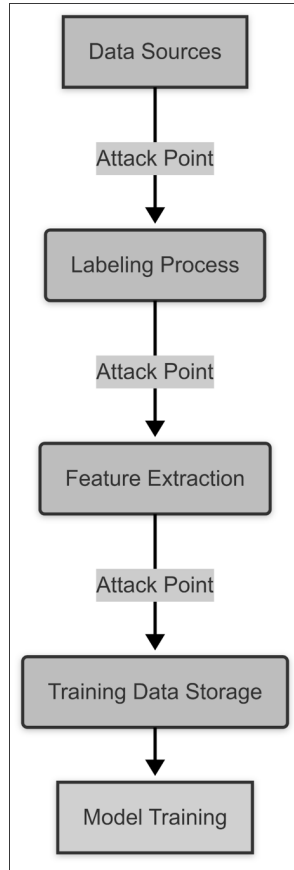 Data Sources
Attack Point
Labeling Process
Attack Point
Feature Extraction
Attack Point
Training Data Storage
Model Training